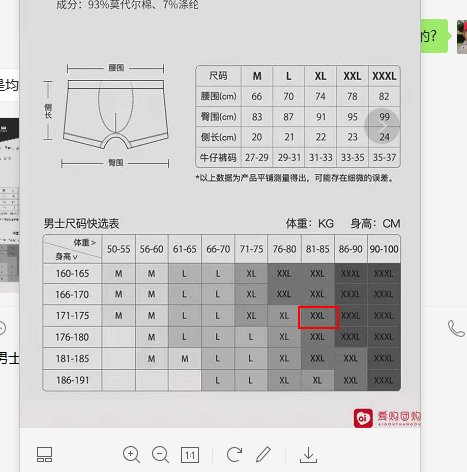 成分：93%莫代尔棉、7%涤纶
的?
是均
腰围
侧长
臀围
尺码 M L XL XXL XXXL
腰围(cm) 66 70 74 78 82
臀围(cm) 83 87 91 95 99
侧长(cm) 20 21 22 23 24
牛仔裤码 27-29 29-31 31-33 33-35 35-37
*以上数据为产品平铺测量得出，可能存在细微的误差。
男士尺码快选表 体重：KG 身高：CM
体重 >
身高 v
50-55 56-60 61-65 66-70 71-75 76-80 81-85 86-90 90-100
160-165 M M L L XL XXL XXL XXXL XXXL
166-170 M M L L XL XXL XXL XXXL XXXL
171-175 M M L L XL XL XXL XXXL XXXL
176-180 M L L L XL XXL XXL XXXL
181-185 M M L L XL XXL XXL XXXL
186-191 L L XL XL XXL XXXL
男士
ai 爱购团购
AIGOUTUANGOU
1:1